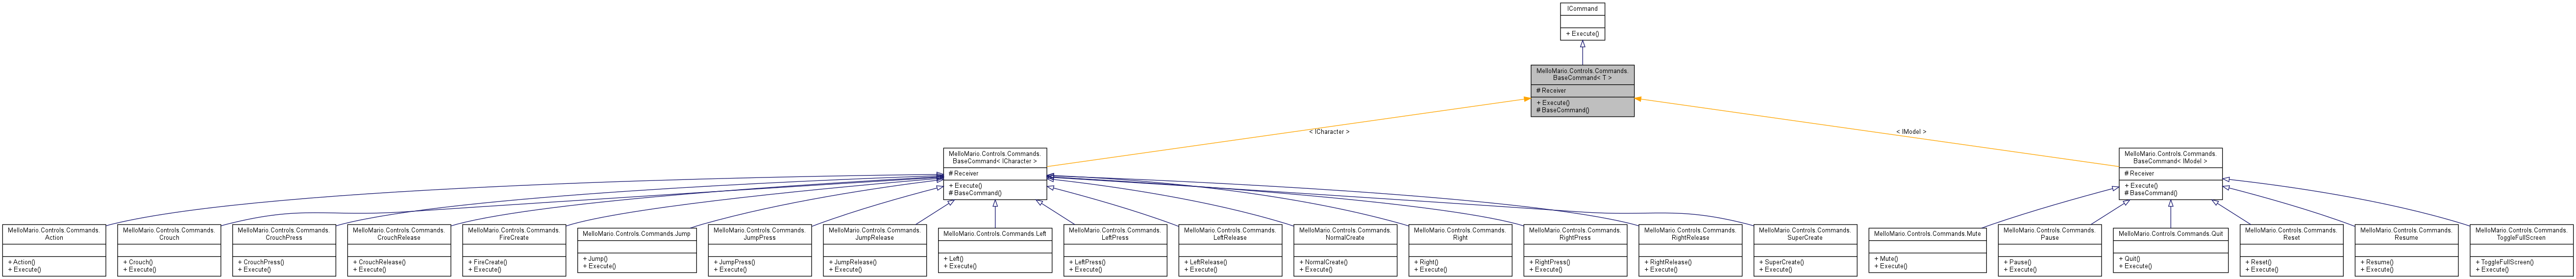 ICommand
+ Execute()
MelloMario.Controls.Commands.
BaseCommand< T >
# Receiver
+ Execute()
# BaseCommand()
< ICharacter >
< IModel >
MelloMario.Controls.Commands.
BaseCommand< ICharacter >
# Receiver
+ Execute()
# BaseCommand()
MelloMario.Controls.Commands.
BaseCommand< IModel >
# Receiver
+ Execute()
# BaseCommand()
MelloMario.Controls.Commands.
Action
+ Action()
+ Execute()
MelloMario.Controls.Commands.
Crouch
+ Crouch()
+ Execute()
MelloMario.Controls.Commands.
CrouchPress
+ CrouchPress()
+ Execute()
MelloMario.Controls.Commands.
CrouchRelease
+ CrouchRelease()
+ Execute()
MelloMario.Controls.Commands.
FireCreate
+ FireCreate()
+ Execute()
MelloMario.Controls.Commands.Jump
+ Jump()
+ Execute()
MelloMario.Controls.Commands.
JumpPress
+ JumpPress()
+ Execute()
MelloMario.Controls.Commands.
JumpRelease
+ JumpRelease()
+ Execute()
MelloMario.Controls.Commands.Left
+ Left()
+ Execute()
MelloMario.Controls.Commands.
LeftPress
+ LeftPress()
+ Execute()
MelloMario.Controls.Commands.
LeftRelease
+ LeftRelease()
+ Execute()
MelloMario.Controls.Commands.
NormalCreate
+ NormalCreate()
+ Execute()
MelloMario.Controls.Commands.
Right
+ Right()
+ Execute()
MelloMario.Controls.Commands.
RightPress
+ RightPress()
+ Execute()
MelloMario.Controls.Commands.
RightRelease
+ RightRelease()
+ Execute()
MelloMario.Controls.Commands.
SuperCreate
+ SuperCreate()
+ Execute()
MelloMario.Controls.Commands.Mute
+ Mute()
+ Execute()
MelloMario.Controls.Commands.
Pause
+ Pause()
+ Execute()
MelloMario.Controls.Commands.Quit
+ Quit()
+ Execute()
MelloMario.Controls.Commands.
Reset
+ Reset()
+ Execute()
MelloMario.Controls.Commands.
Resume
+ Resume()
+ Execute()
MelloMario.Controls.Commands.
ToggleFullScreen
+ ToggleFullScreen()
+ Execute()